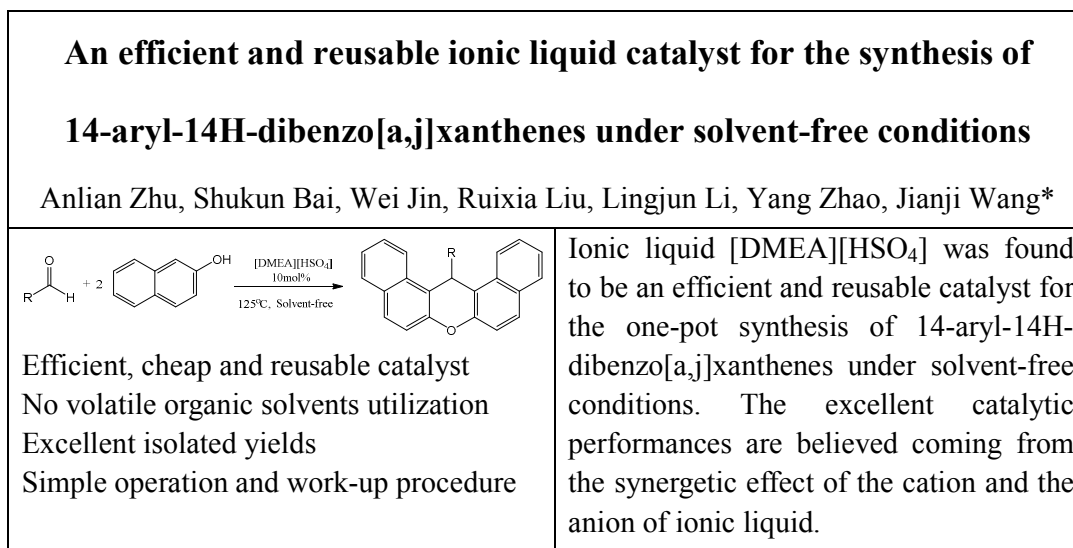 An efficient and reusable ionic liquid catalyst for the synthesis of
14-aryl-14H-dibenzo[a,j]xanthenes under solvent-free conditions
Anlian Zhu, Shukun Bai, Wei Jin, Ruixia Liu, Lingjun Li, Yang Zhao, Jianji Wang*
O
R H
+ 2
OH
[DMEA][HSO₄]
10mol%
125⁰C, Solvent-free
R
O
Efficient, cheap and reusable catalyst
No volatile organic solvents utilization
Excellent isolated yields
Simple operation and work-up procedure
Ionic liquid [DMEA][HSO₄] was found
to be an efficient and reusable catalyst for
the one-pot synthesis of 14-aryl-14H-
dibenzo[a,j]xanthenes under solvent-free
conditions. The excellent catalytic
performances are believed coming from
the synergetic effect of the cation and the
anion of ionic liquid.